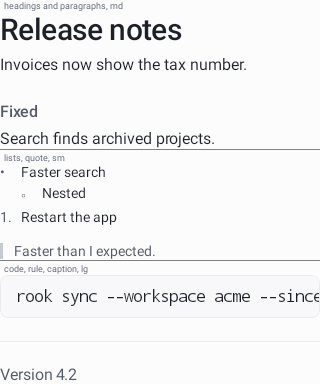 headings and paragraphs, md
Release notes
Invoices now show the tax number.
Fixed
Search finds archived projects.
lists, quote, sm
• Faster search
◦ Nested
1. Restart the app
Faster than I expected.
code, rule, caption, lg
rook sync --workspace acme --since
Version 4.2